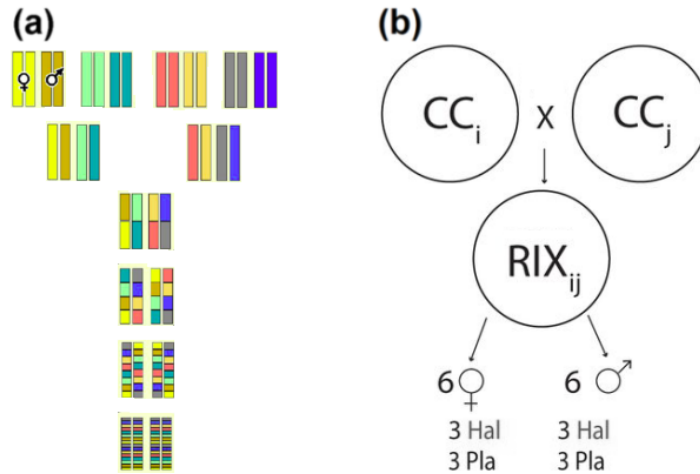 (a)
(b)
CCi X CCj
RIXij
6 ♀ 6 ♂
3 Hal 3 Hal
3 Pla 3 Pla